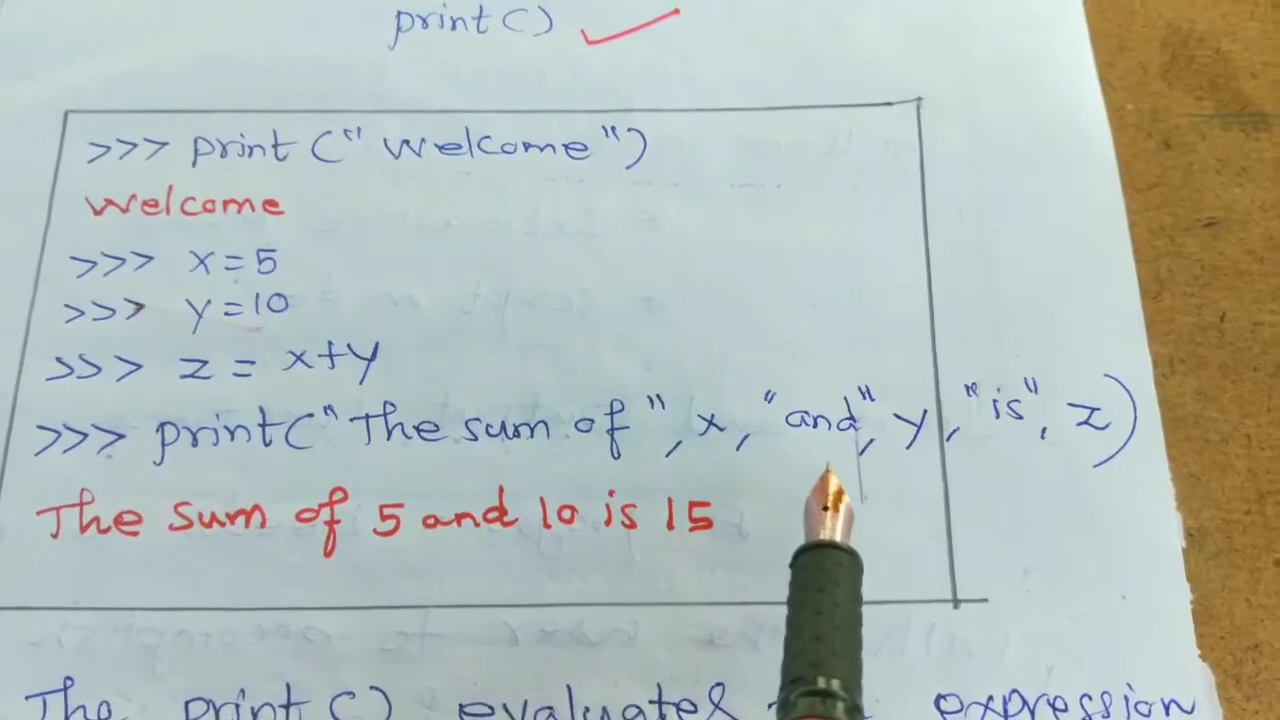 print()
>>> print("Welcome")
Welcome
>>> x=5
>>> y=10
>>> z = x+y
>>> print("The sum of", x, "and", y, "is", z)
The sum of 5 and 10 is 15
The print() evaluates expression